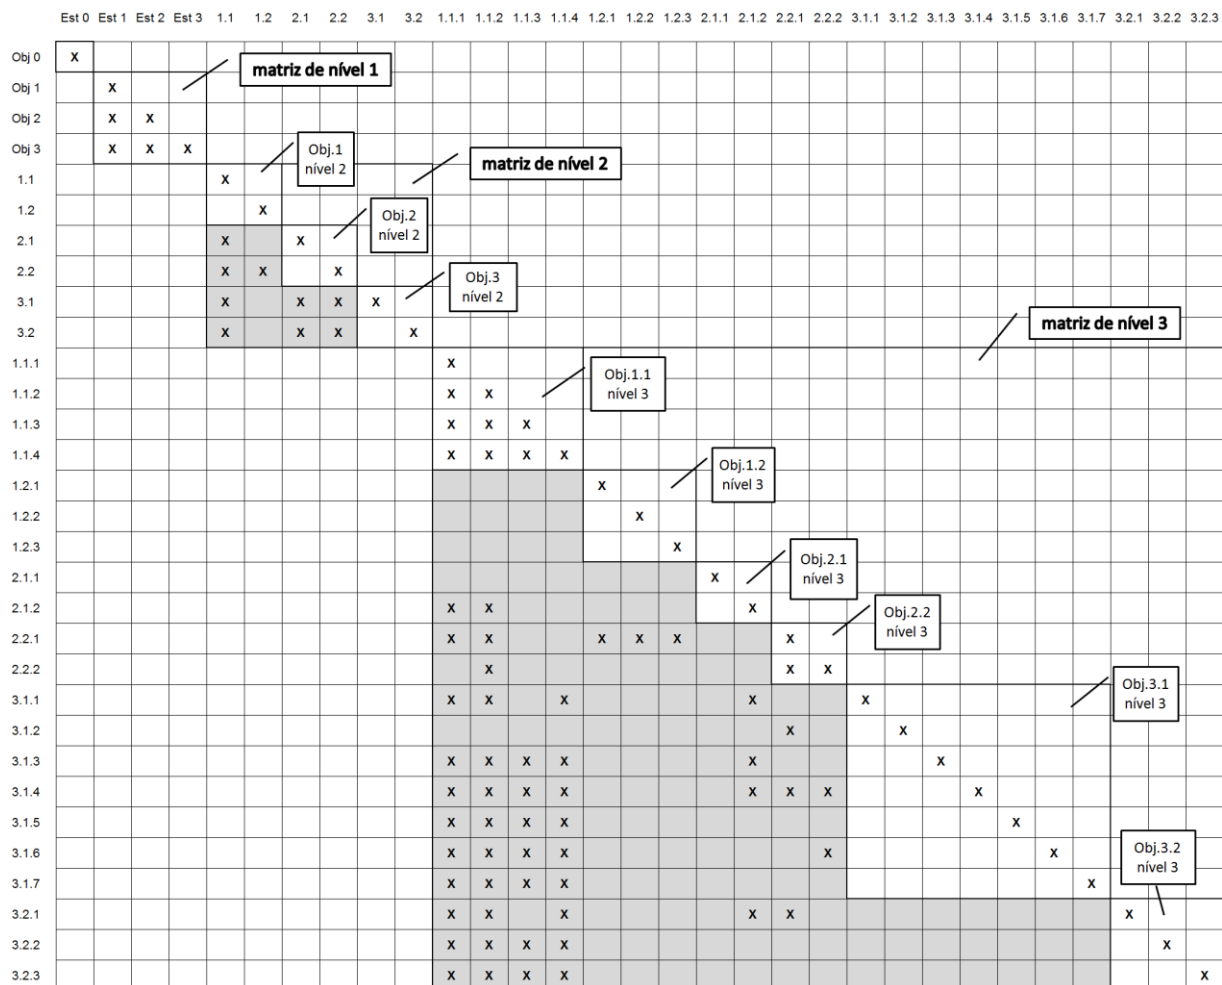 Est 0 Est 1 Est 2 Est 3 1.1 1.2 2.1 2.2 3.1 3.2 1.1.1 1.1.2 1.1.3 1.1.4 1.2.1 1.2.2 1.2.3 2.1.1 2.1.2 2.2.1 2.2.2 3.1.1 3.1.2 3.1.3 3.1.4 3.1.5 3.1.6 3.1.7 3.2.1 3.2.2 3.2.3
Obj 0 X
matriz de nível 1
Obj 1 X
Obj 2 X X
Obj 3 X X X
Obj.1
nível 2
matriz de nível 2
1.1 X
1.2 X
Obj.2
nível 2
2.1 X X
2.2 X X X
Obj.3
nível 2
3.1 X X X X
3.2 X X X X
matriz de nível 3
1.1.1 X
1.1.2 X X
Obj.1.1
nível 3
1.1.3 X X X
1.1.4 X X X X
Obj.1.2
nível 3
1.2.1 X
1.2.2 X
1.2.3 X
Obj.2.1
nível 3
2.1.1 X
2.1.2 X X X
Obj.2.2
nível 3
2.2.1 X X X X X X
2.2.2 X X X
Obj.3.1
nível 3
3.1.1 X X X X X
3.1.2 X X
3.1.3 X X X X X X
3.1.4 X X X X X X X X
3.1.5 X X X X X
3.1.6 X X X X X X
Obj.3.2
nível 3
3.1.7 X X X X X
3.2.1 X X X X X X
3.2.2 X X X X X
3.2.3 X X X X X